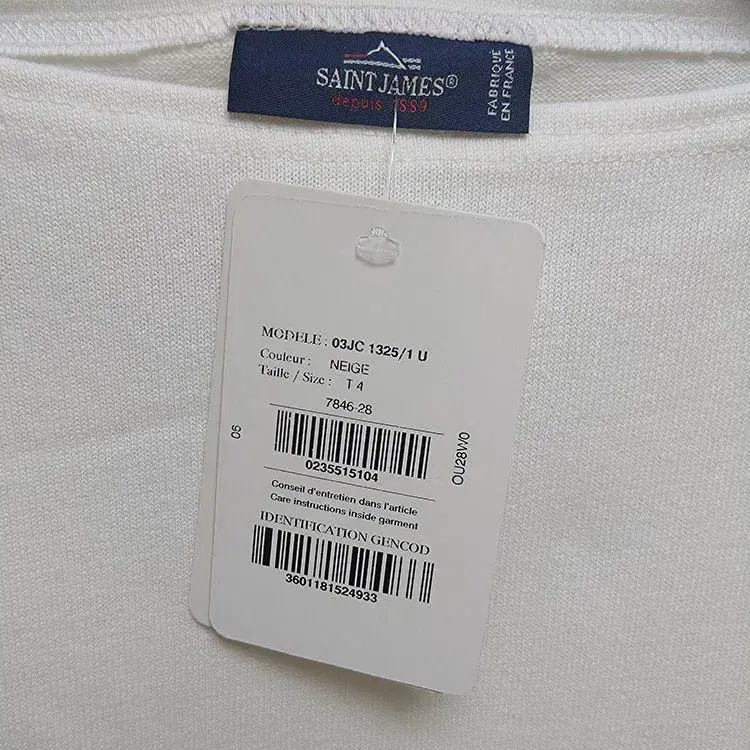 SAINT JAMES®
depuis 1889
FABRIQUÉ
EN FRANCE
MODELE : 03JC 1325/1 U
Couleur : NEIGE
Taille / Size : T 4
7846-28
0235515104
06
OU28W0
Conseil d'entretien dans l'article
Care instructions inside garment
IDENTIFICATION GENCOD
3601181524933